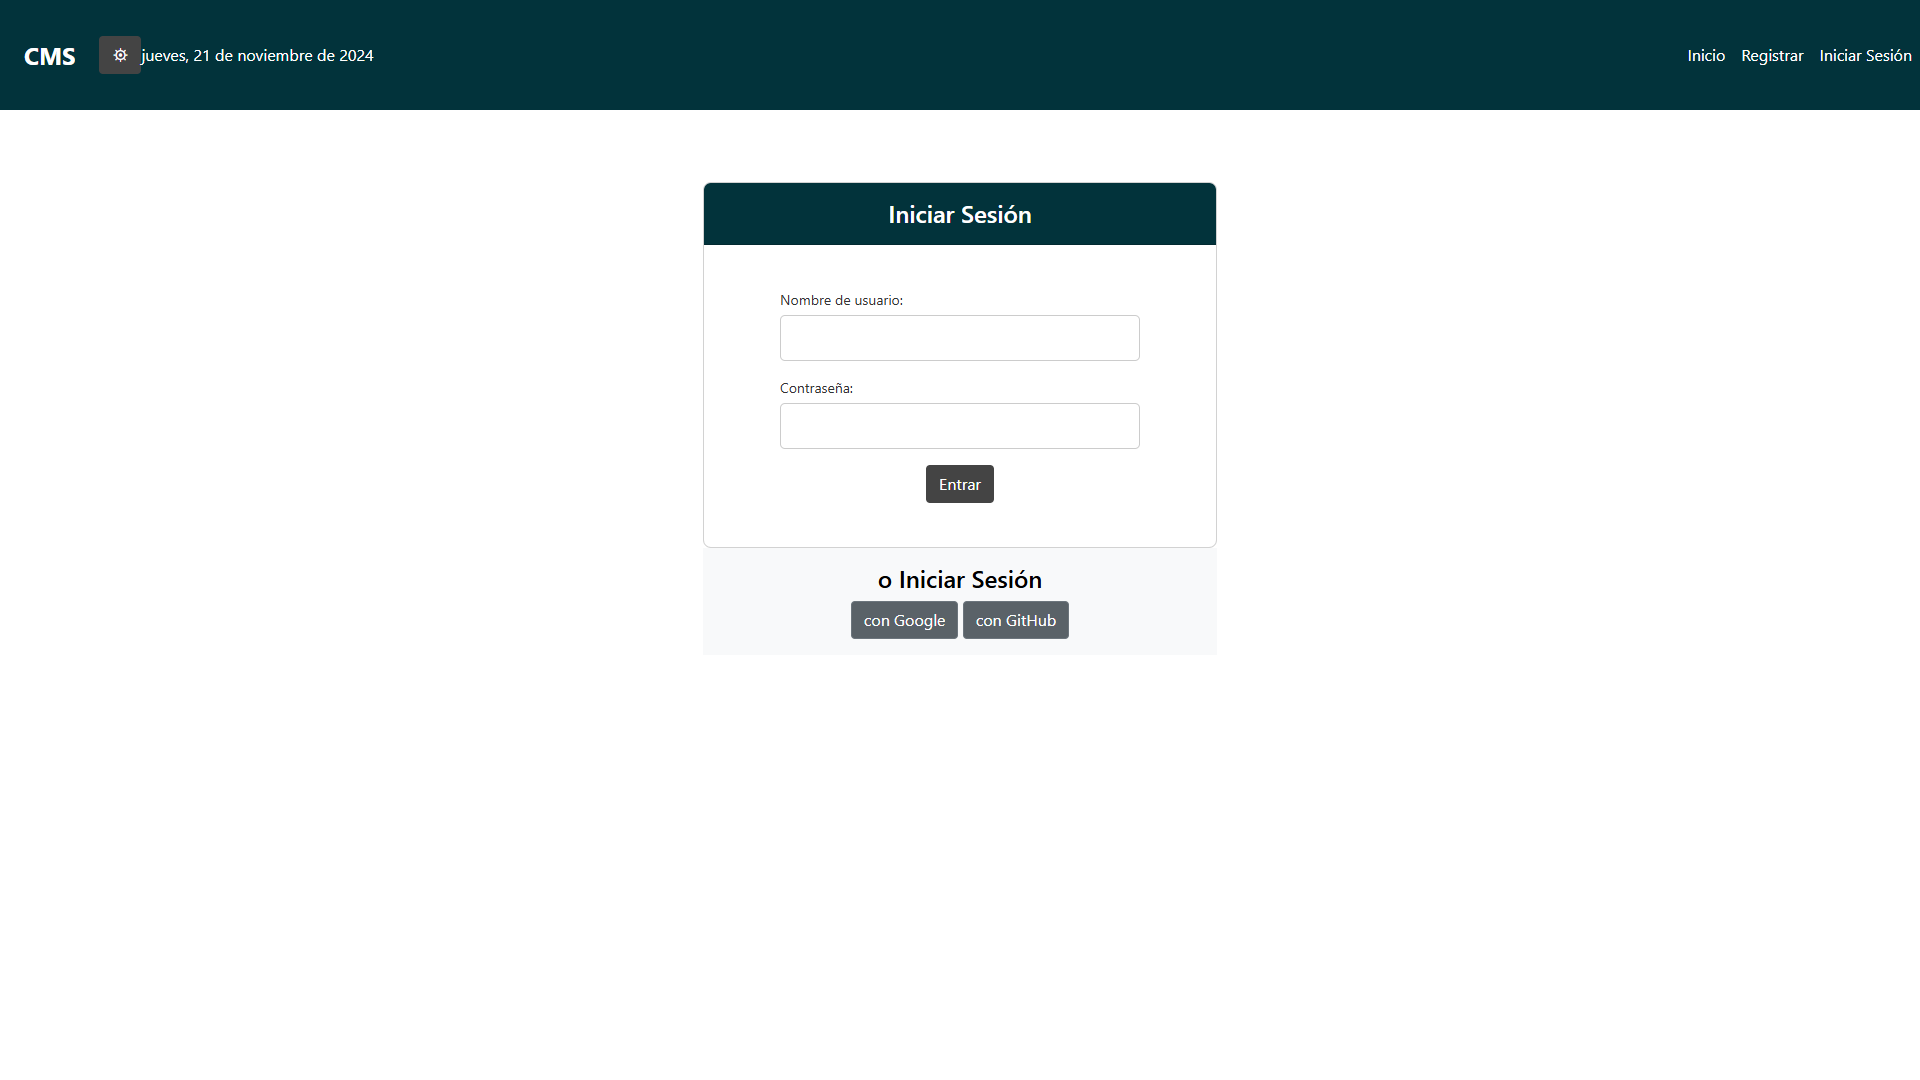 CMS jueves, 21 de noviembre de 2024 Inicio Registrar Iniciar Sesión
Iniciar Sesión
Nombre de usuario:
Contraseña:
Entrar
o Iniciar Sesión
con Google con GitHub